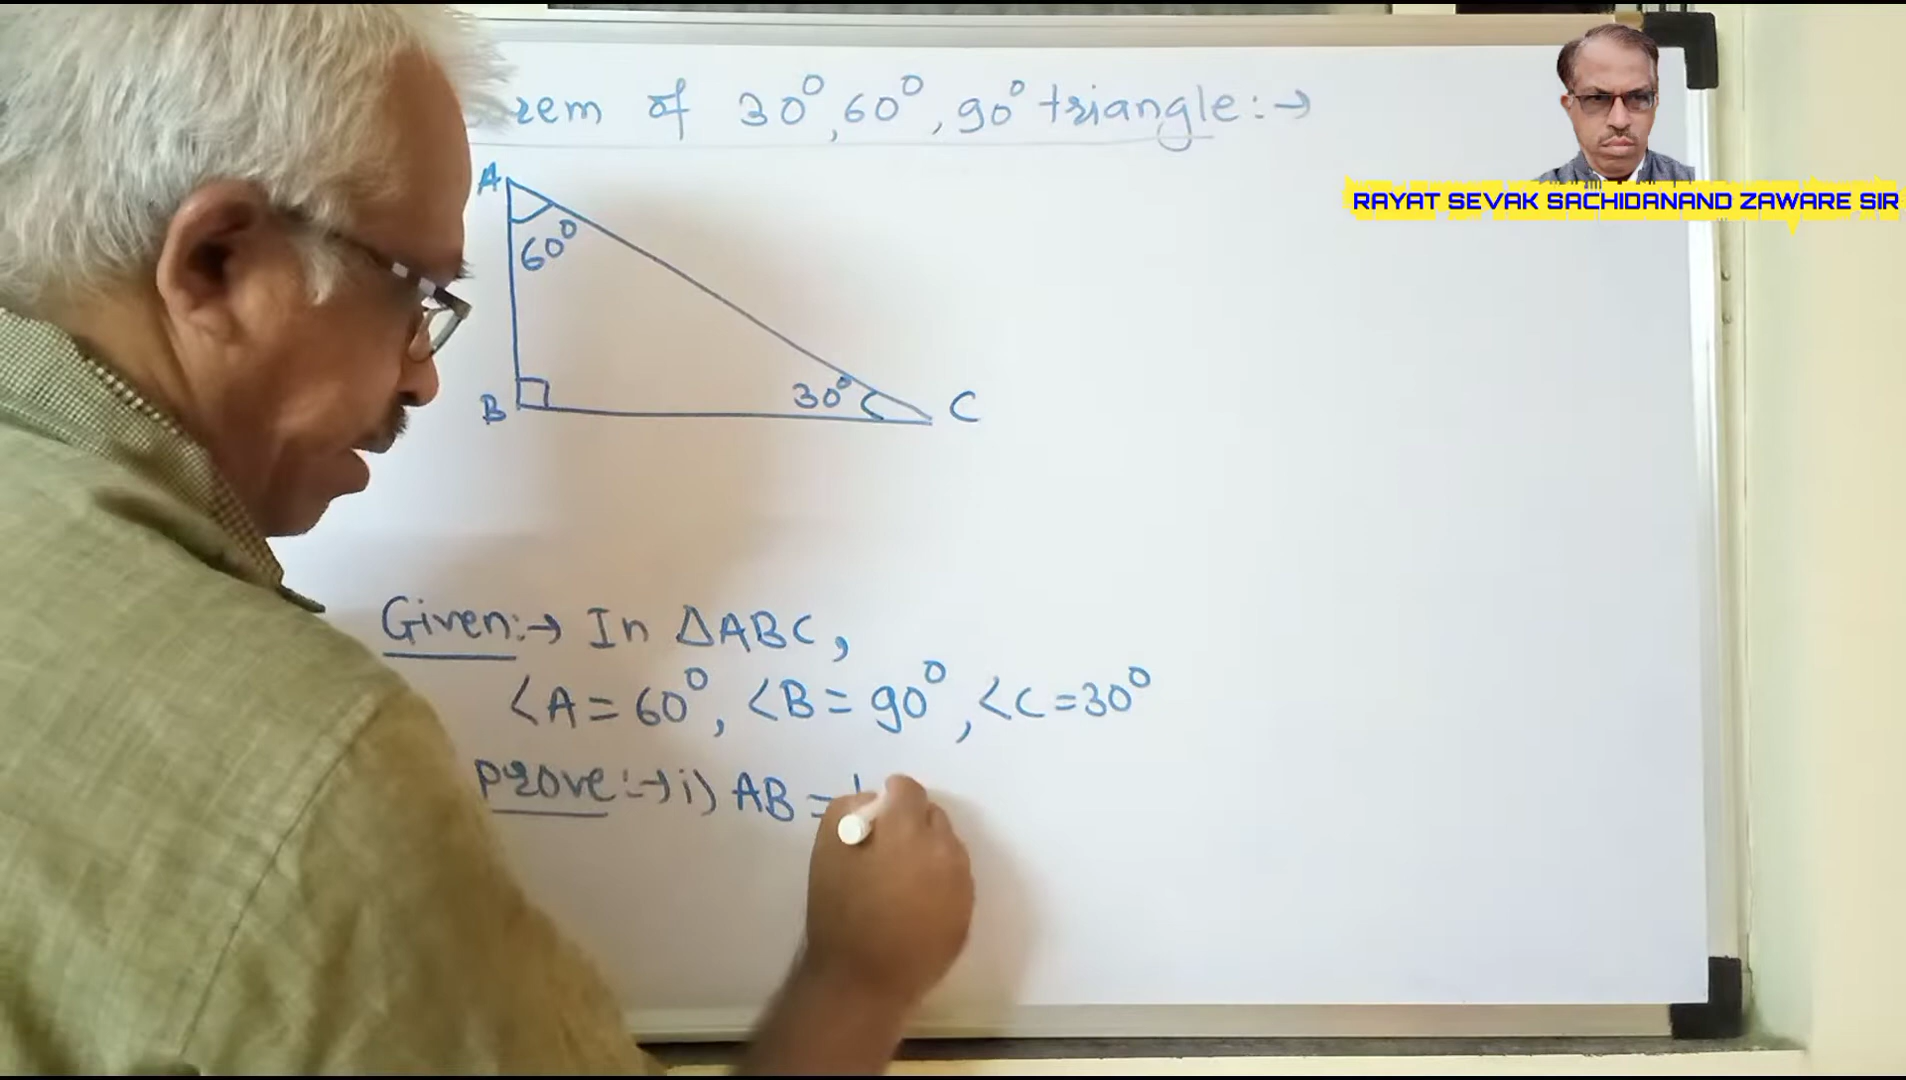 rem of 30°, 60°, 90° triangle:→
RAYAT SEVAK SACHIDANAND ZAWARE SIR
A
60°
B
30°
C
Given:→ In ΔABC,
∠A=60°, ∠B=90°, ∠C=30°
prove:→ i) AB =